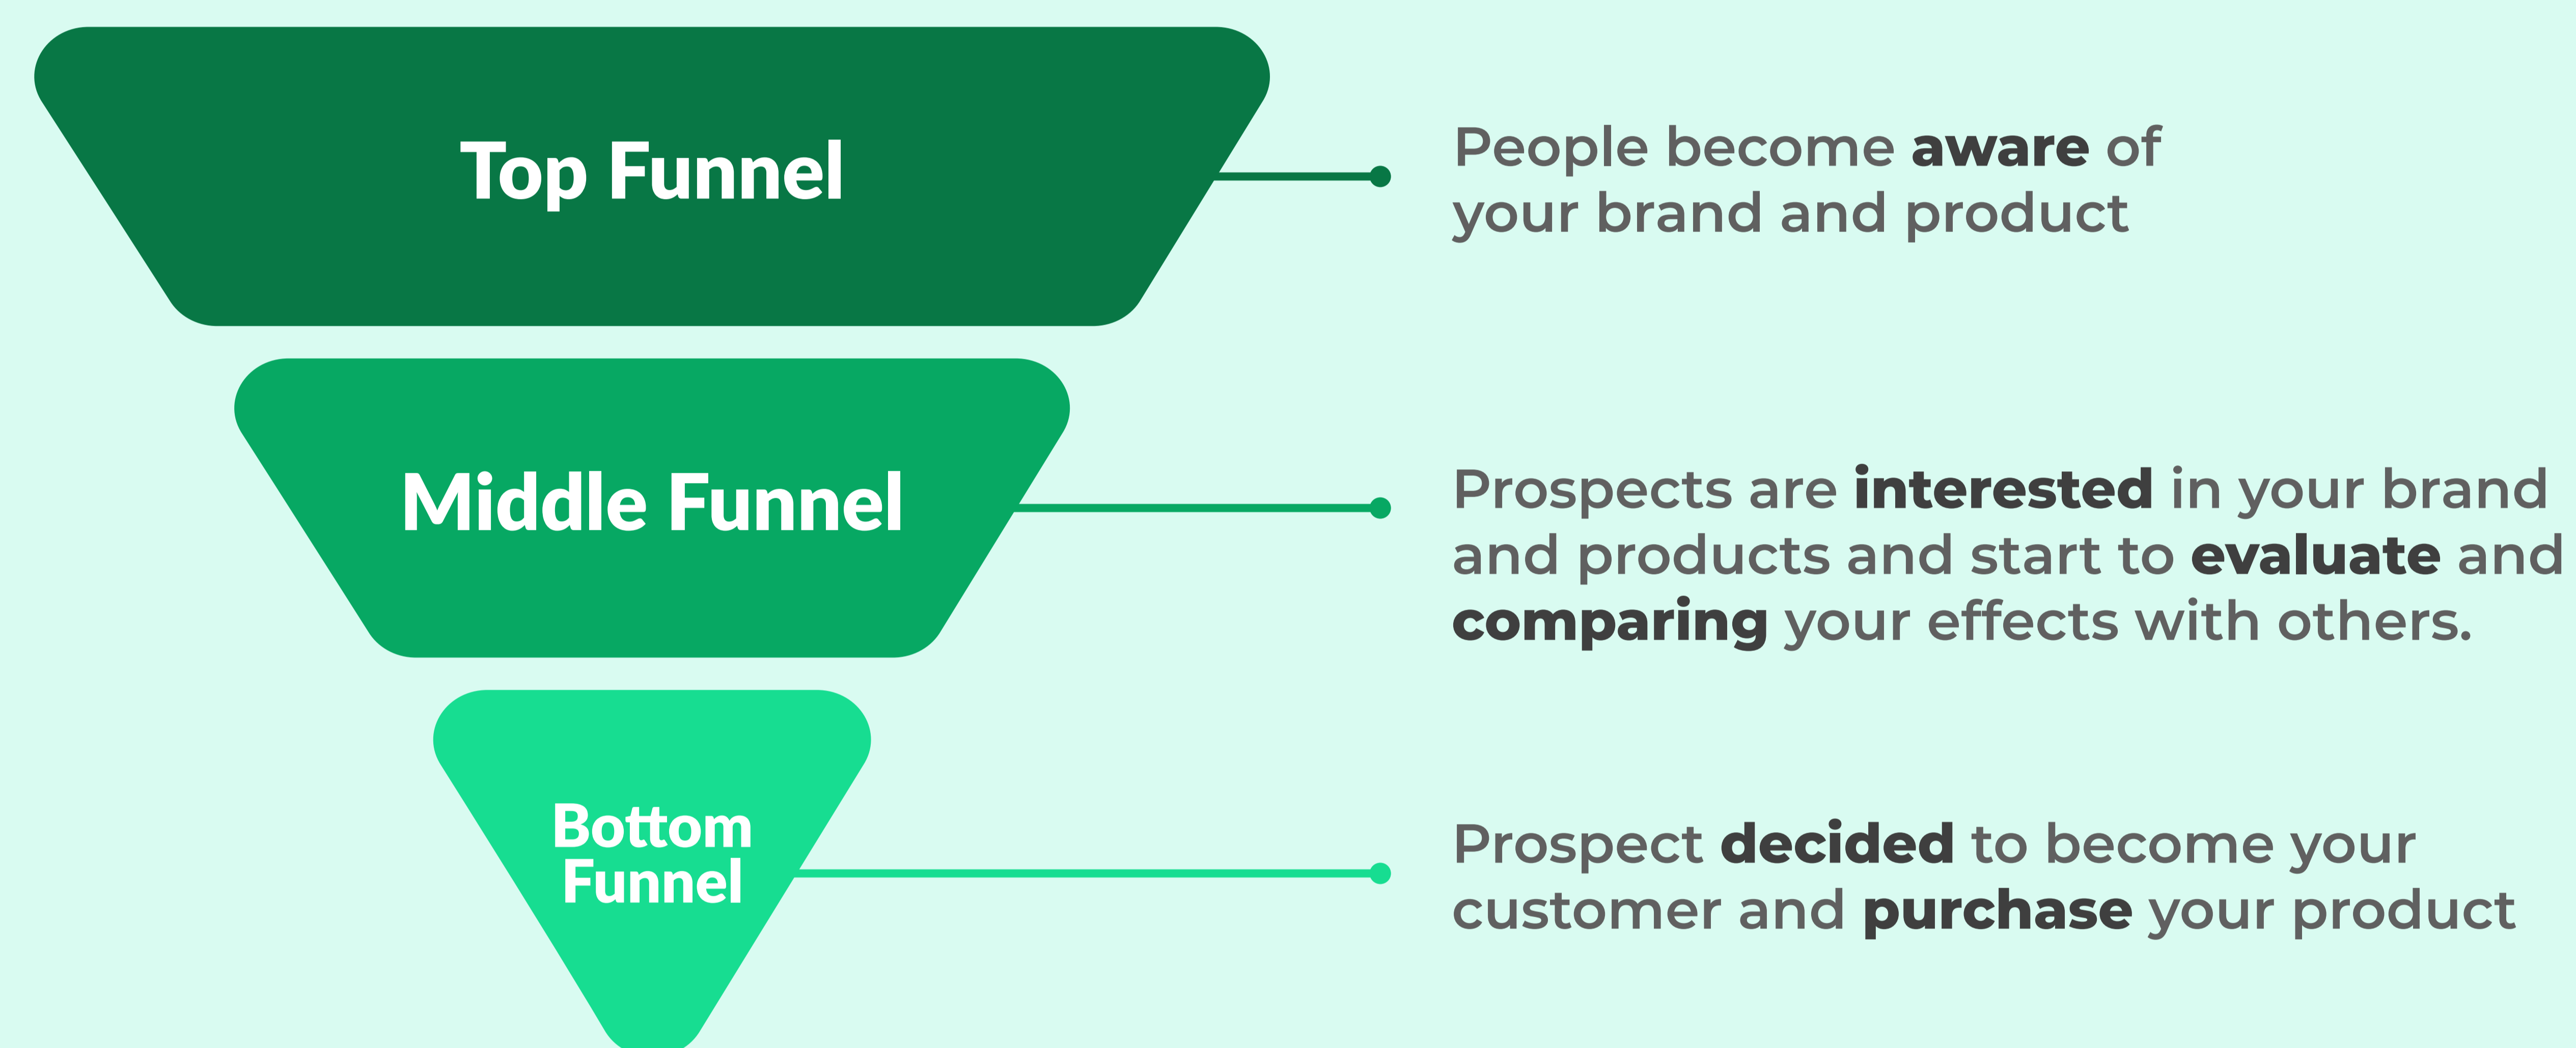 Top Funnel
People become aware of
your brand and product
Middle Funnel
Prospects are interested in your brand
and products and start to evaluate and
comparing your effects with others.
Bottom
Funnel
Prospect decided to become your
customer and purchase your product